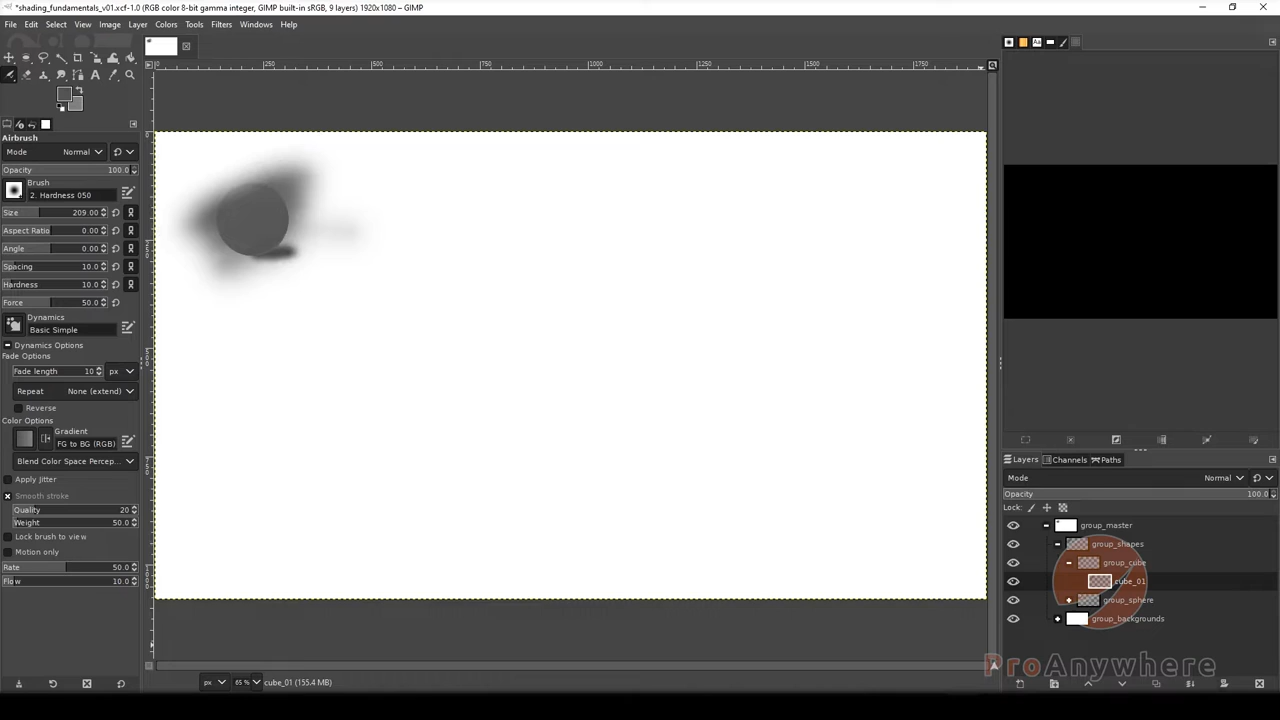 *shading_fundamentals_v01.xcf-1.0 (RGB color 8-bit gamma integer, GIMP built-in sRGB, 9 layers) 1920x1080 – GIMP
File Edit Select View Image Layer Colors Tools Filters Windows Help
0 250 500 750 1000 1250 1500 1750
Airbrush
Mode Normal
Opacity 100.0
Brush
2. Hardness 050
Size 209.00
Aspect Ratio 0.00
Angle 0.00
Spacing 10.0
Hardness 10.0
Force 50.0
Dynamics
Basic Simple
Dynamics Options
Fade Options
Fade length 10 px
Repeat None (extend)
Reverse
Color Options
Gradient
FG to BG (RGB)
Blend Color Space Percep...
Apply Jitter
Smooth stroke
Quality 20
Weight 50.0
Lock brush to view
Motion only
Rate 50.0
Flow 10.0
Layers Channels Paths
Mode Normal
Opacity 100.0
Lock:
group_master
group_shapes
group_cube
cube_01
group_sphere
group_backgrounds
ProAnywhere
px 65 % cube_01 (155.4 MB)